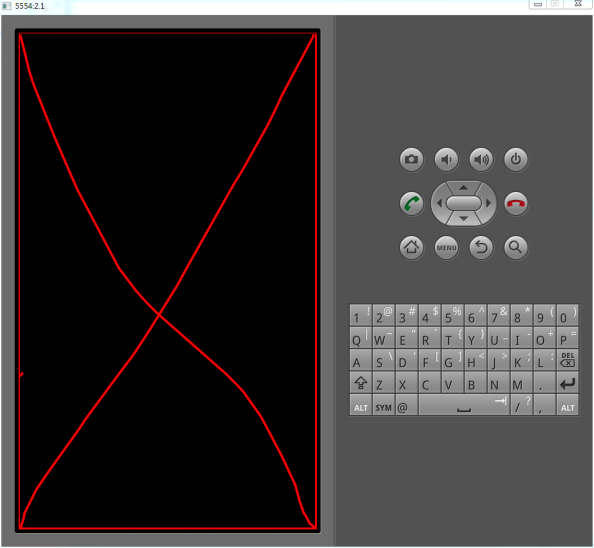 5554:2.1
MENU
1 ! 2 @ 3 # 4 $ 5 % 6 ^ 7 & 8 * 9 ( 0 )
Q | W ~ E " R ` T { Y } U _ I - O + P =
A S \ D ' F [ G ] H < J > K ; L : DEL
Z X C V B N M .
ALT SYM @ / ? , ALT